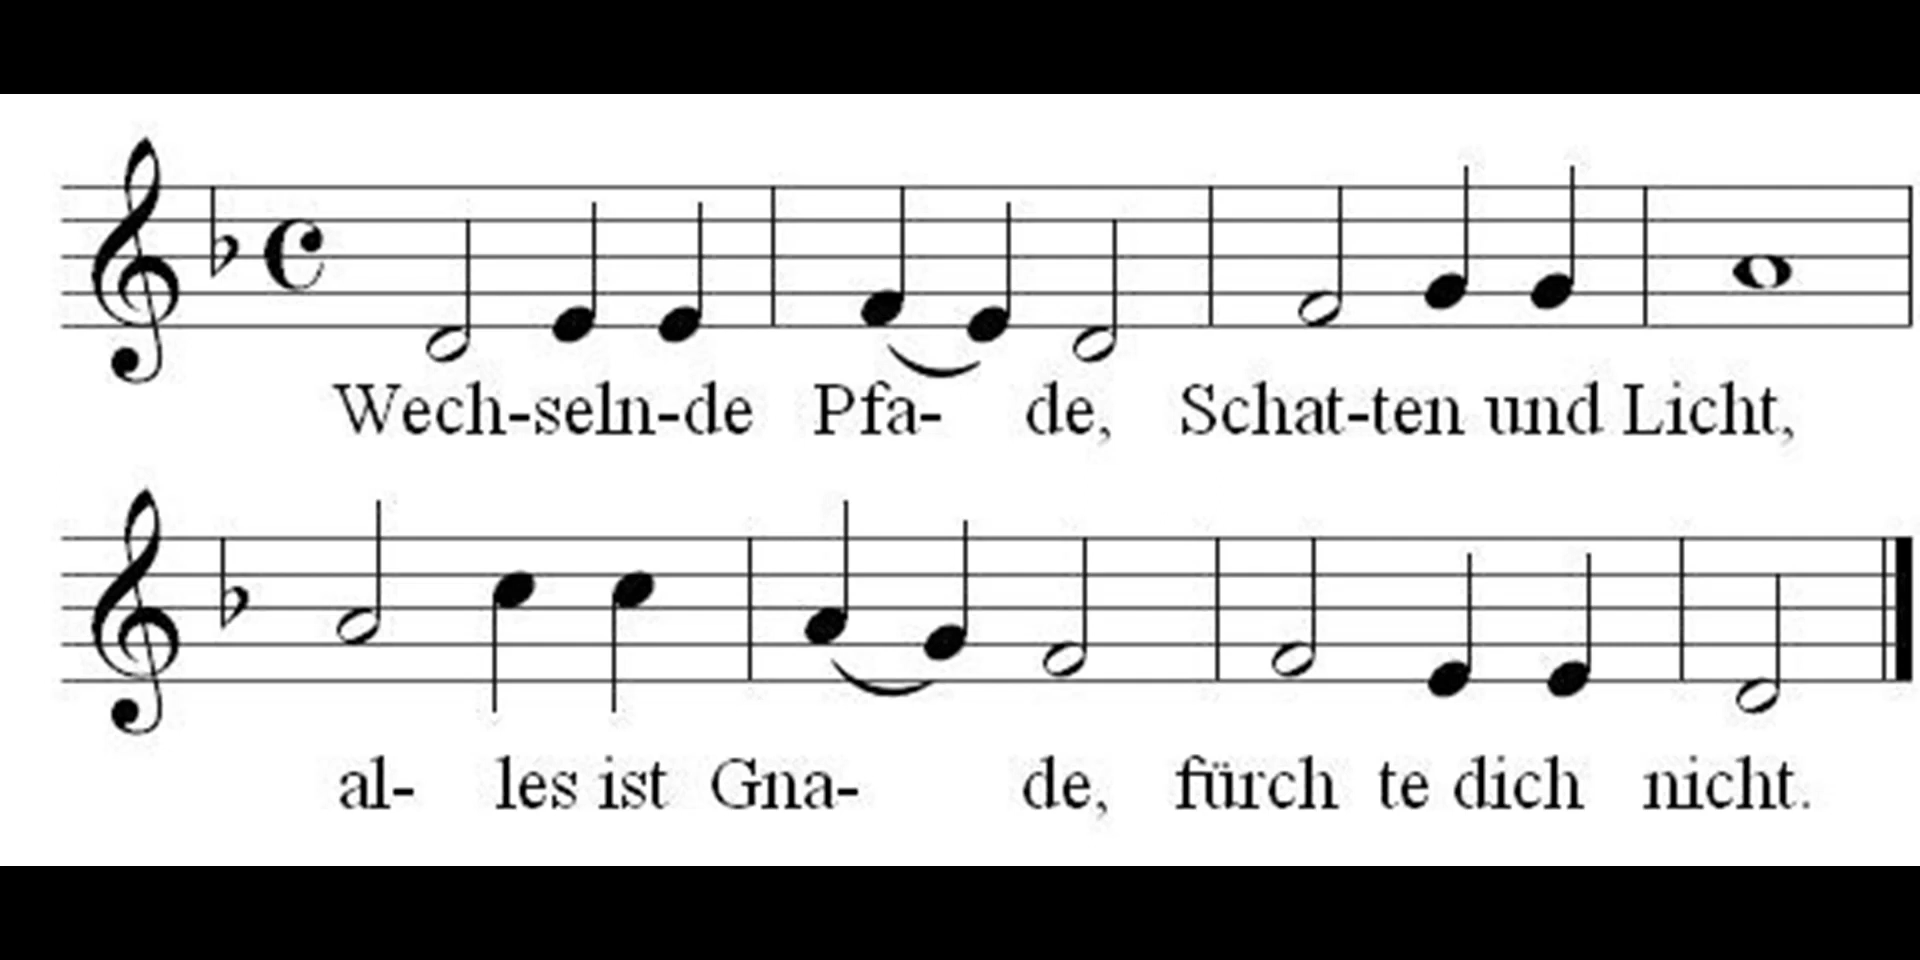 Wech-seln-de Pfa- de, Schat-ten und Licht,
al- les ist Gna- de, fürch te dich nicht.